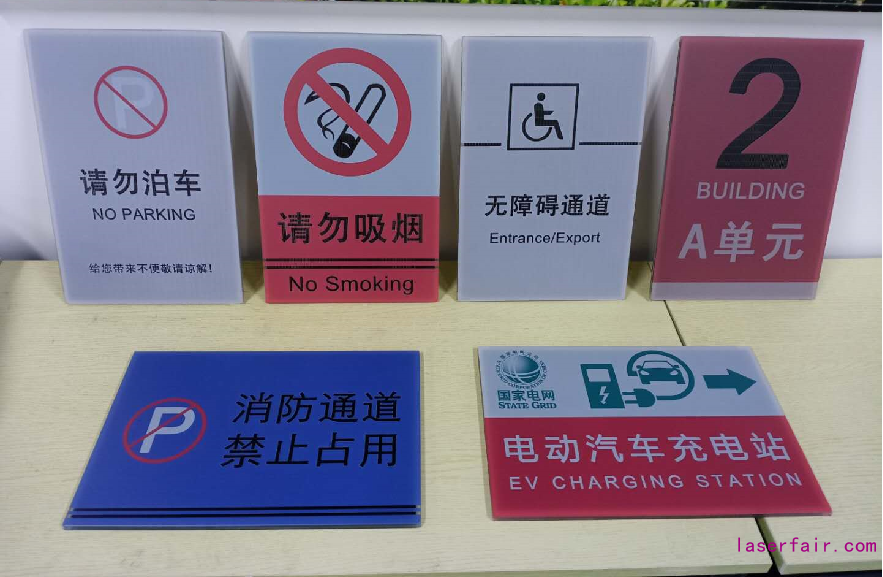 P
请勿泊车
NO PARKING
给您带来不便敬请谅解!
请勿吸烟
No Smoking
无障碍通道
Entrance/Export
2
BUILDING
A单元
P
消防通道
禁止占用
国家电网
STATE GRID
电动汽车充电站
EV CHARGING STATION
laserfair.com